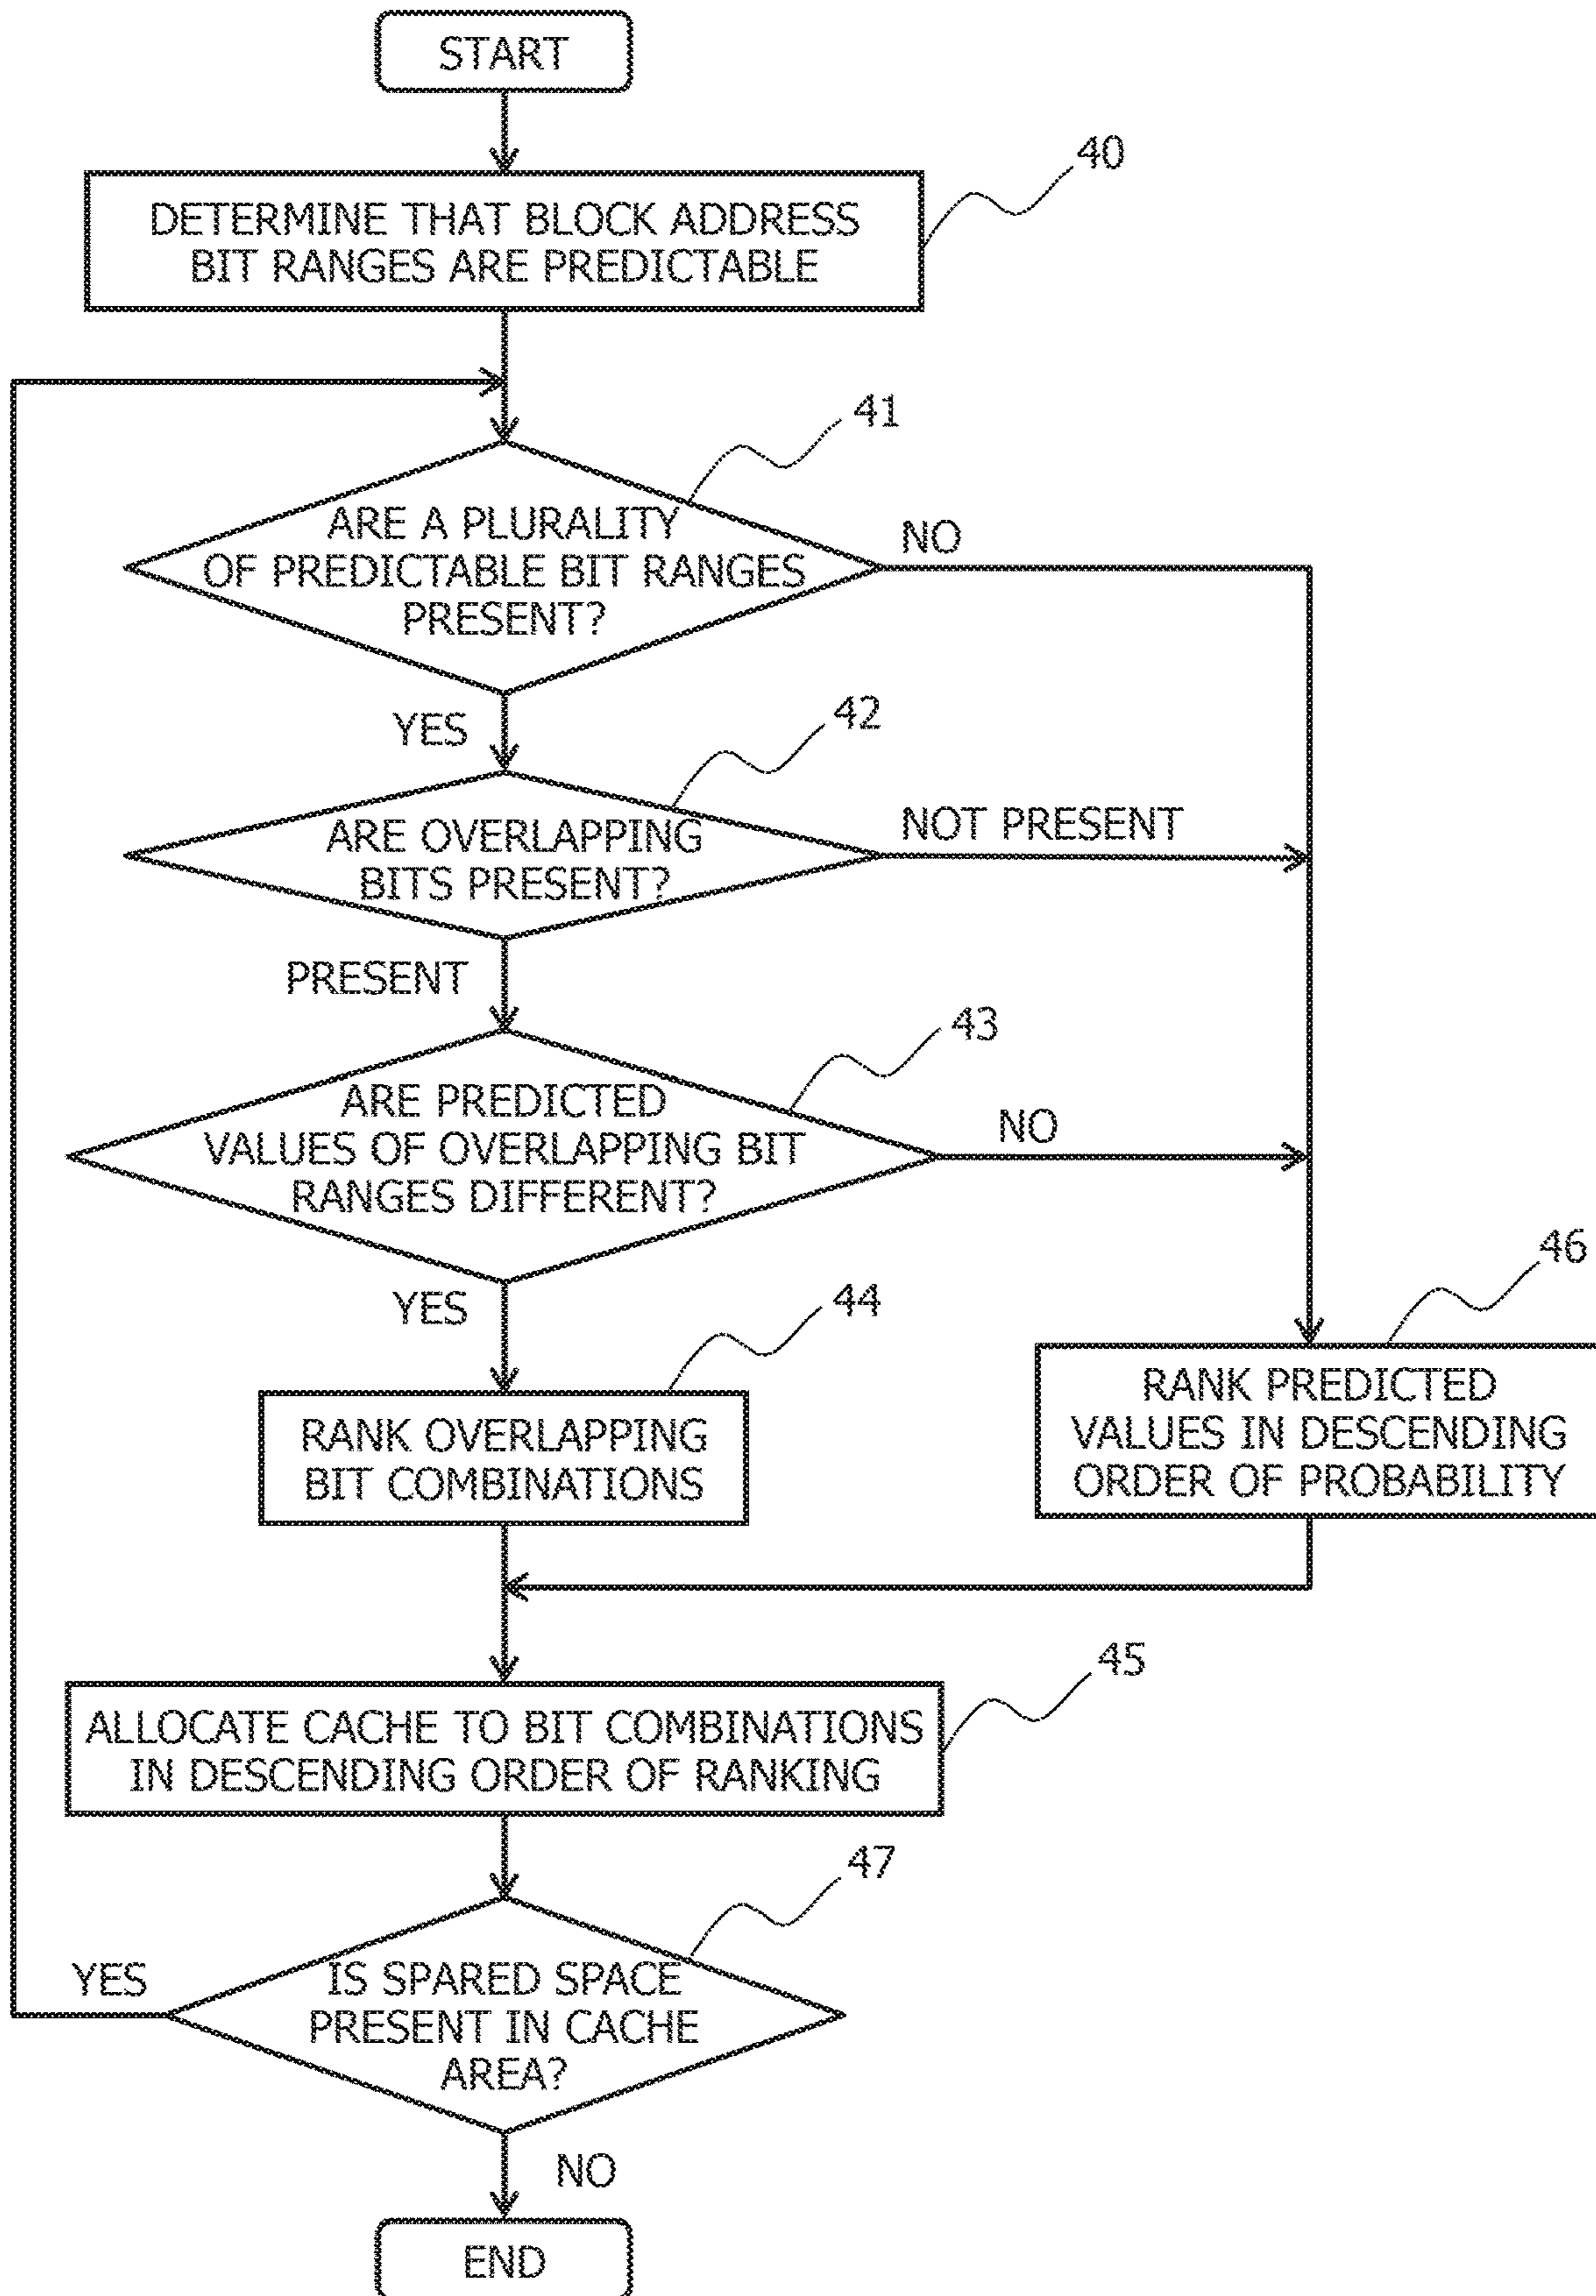 START
40
DETERMINE THAT BLOCK ADDRESS
BIT RANGES ARE PREDICTABLE
41
ARE A PLURALITY
OF PREDICTABLE BIT RANGES
PRESENT?
NO
YES
42
ARE OVERLAPPING
BITS PRESENT?
NOT PRESENT
PRESENT
43
ARE PREDICTED
VALUES OF OVERLAPPING BIT
RANGES DIFFERENT?
NO
YES
44
RANK OVERLAPPING
BIT COMBINATIONS
46
RANK PREDICTED
VALUES IN DESCENDING
ORDER OF PROBABILITY
45
ALLOCATE CACHE TO BIT COMBINATIONS
IN DESCENDING ORDER OF RANKING
47
YES
IS SPARED SPACE
PRESENT IN CACHE
AREA?
NO
END